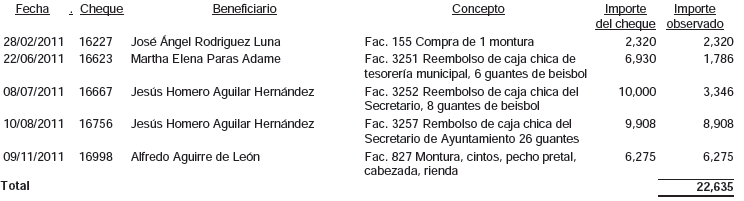 Fecha . Cheque Beneficiario Concepto Importe del cheque Importe observado
28/02/2011 16227 José Ángel Rodriguez Luna Fac. 155 Compra de 1 montura 2,320 2,320
22/06/2011 16623 Martha Elena Paras Adame Fac. 3251 Reembolso de caja chica de 6,930 1,786
tesorería municipal, 6 guantes de beisbol
08/07/2011 16667 Jesús Homero Aguilar Hernández Fac. 3252 Reembolso de caja chica del 10,000 3,346
Secretario, 8 guantes de beisbol
10/08/2011 16756 Jesús Homero Aguilar Hernández Fac. 3257 Rembolso de caja chica del 9,908 8,908
Secretario de Ayuntamiento 26 guantes
09/11/2011 16998 Alfredo Aguirre de León Fac. 827 Montura, cintos, pecho pretal, 6,275 6,275
cabezada, rienda
Total 22,635